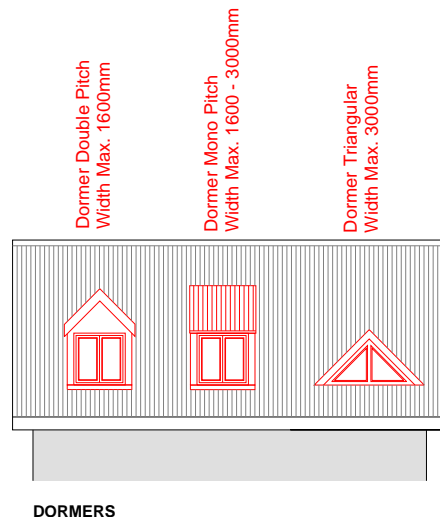 Dormer Double Pitch
Width Max. 1600mm
Dormer Mono Pitch
Width Max. 1600 - 3000mm
Dormer Triangular
Width Max. 3000mm
DORMERS